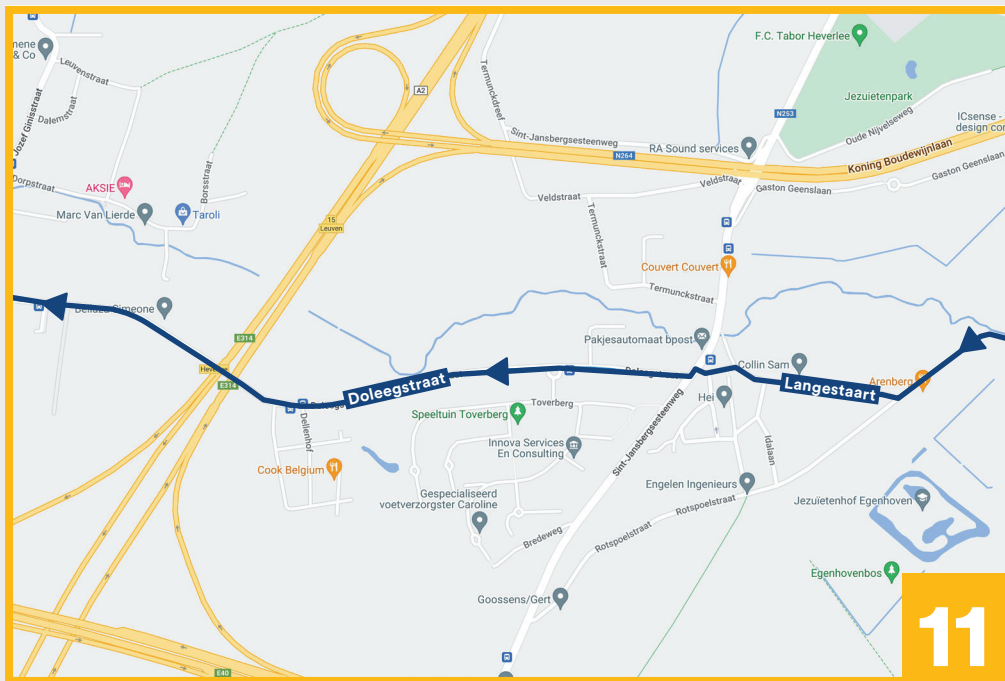 mene
& Co
Leuvenstraat
Dalemstraat
Jozef Ginisstraat
Dorpstraat
AKSIE
Marc Van Lierde
Taroli
Borsstraat
A2
Termunckdreef
Sint-Jansbergsesteenweg
N264
RA Sound services
N253
F.C. Tabor Heverlee
Jezuïetenpark
Oude Nijvelseweg
ICsense -
design con
Koning Boudewijnlaan
Gaston Geenslaan
Gaston Geenslaan
Veldstraat
Veldstraat
15
Leuven
Termunckstraat
Couvert Couvert
Termunckstraat
Simeone
E314
E314
Pakjesautomaat bpost
Collin Sam
Langestaart
Arenberg
Doleegstraat
Toverberg
Speeltuin Toverberg
Hei
Dellenhof
Cook Belgium
Innova Services
En Consulting
Sint-Jansbergsesteenweg
Idalaan
Engelen Ingenieurs
Gespecialiseerd
voetverzorgster Caroline
Rotspoelstraat
Rotspoelstraat
Jezuïetenhof Egenhoven
Bredeweg
Egenhovenbos
Goossens/Gert
E40
11